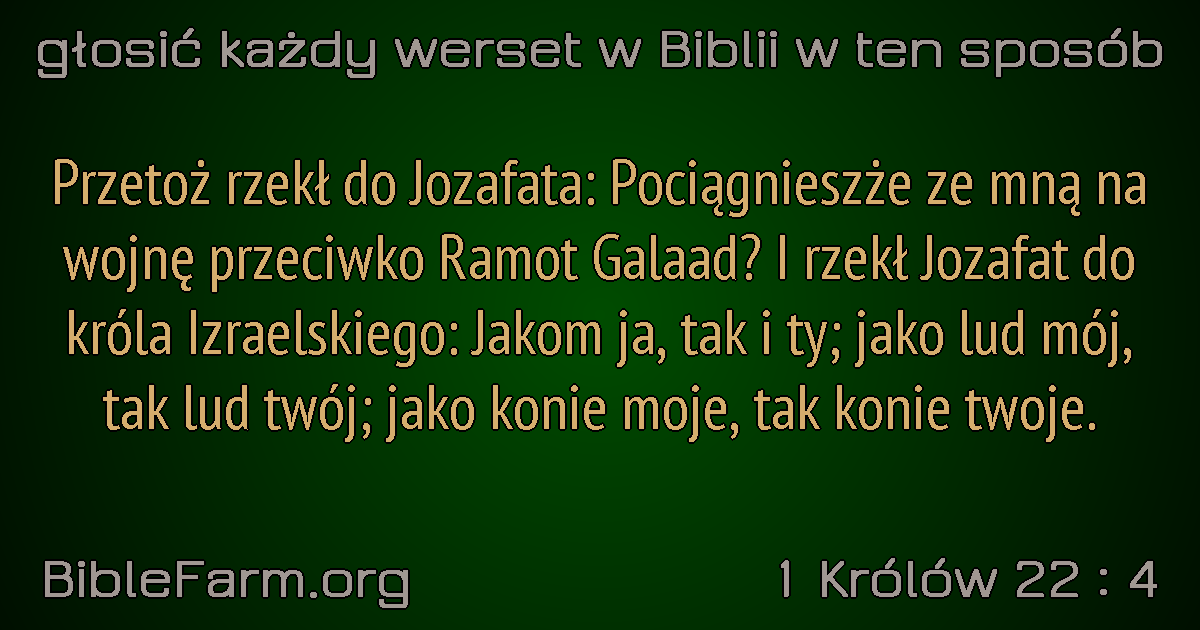 głosić każdy werset w Biblii w ten sposób
Przetoż rzekł do Jozafata: Pociągnieszże ze mną na
wojnę przeciwko Ramot Galaad? I rzekł Jozafat do
króla Izraelskiego: Jakom ja, tak i ty; jako lud mój,
tak lud twój; jako konie moje, tak konie twoje.
BibleFarm.org
1 Królów 22 : 4